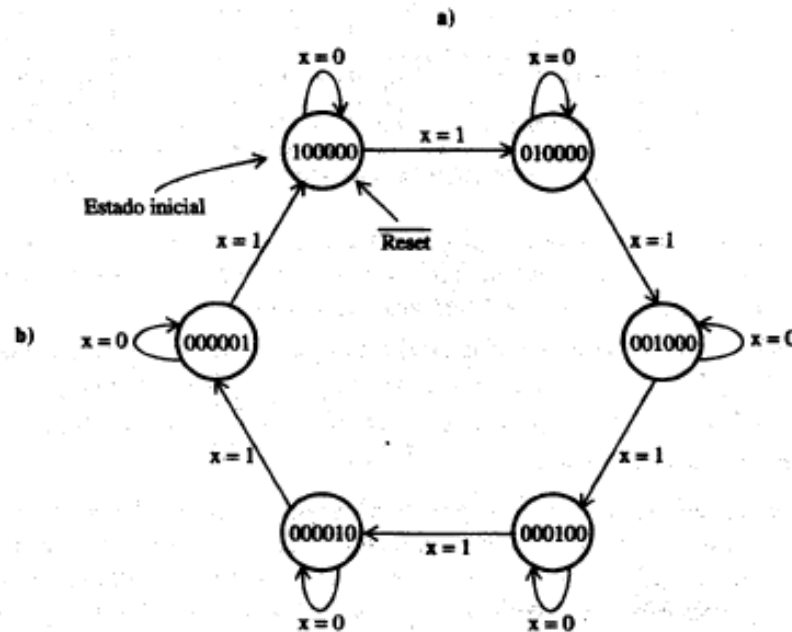 a)
x = 0
x = 0
100000
x = 1
010000
Estado inicial
Reset
x = 1
x = 1
b)
x = 0
000001
001000
x = 0
x = 1
x = 1
000010
x = 1
000100
x = 0
x = 0